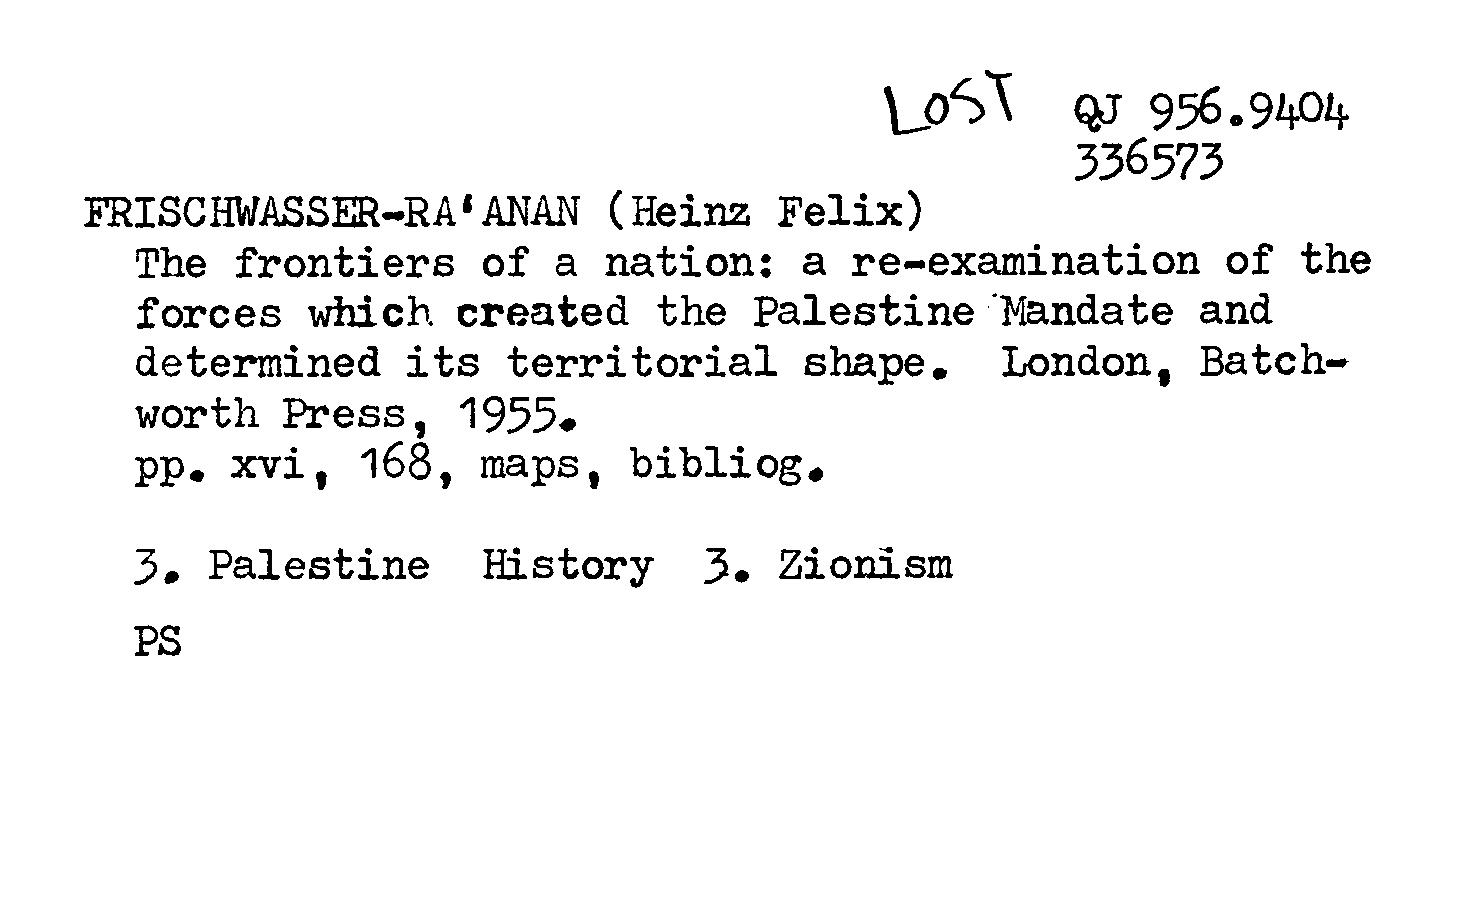 LOST QJ 956.9404
336573
FRISCHWASSER-RA'ANAN (Heinz Felix)
The frontiers of a nation: a re-examination of the
forces which created the Palestine Mandate and
determined its territorial shape. London, Batch-
worth Press, 1955.
pp. xvi, 168, maps, bibliog.
3. Palestine History 3. Zionism
PS